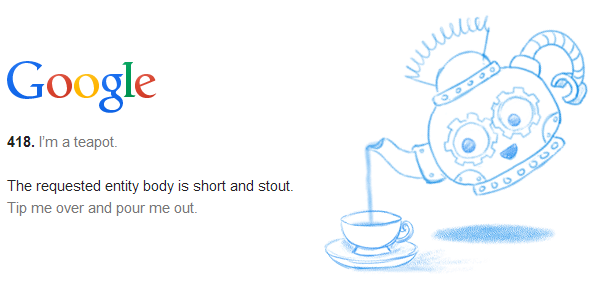 Google
418. I'm a teapot.
The requested entity body is short and stout.
Tip me over and pour me out.